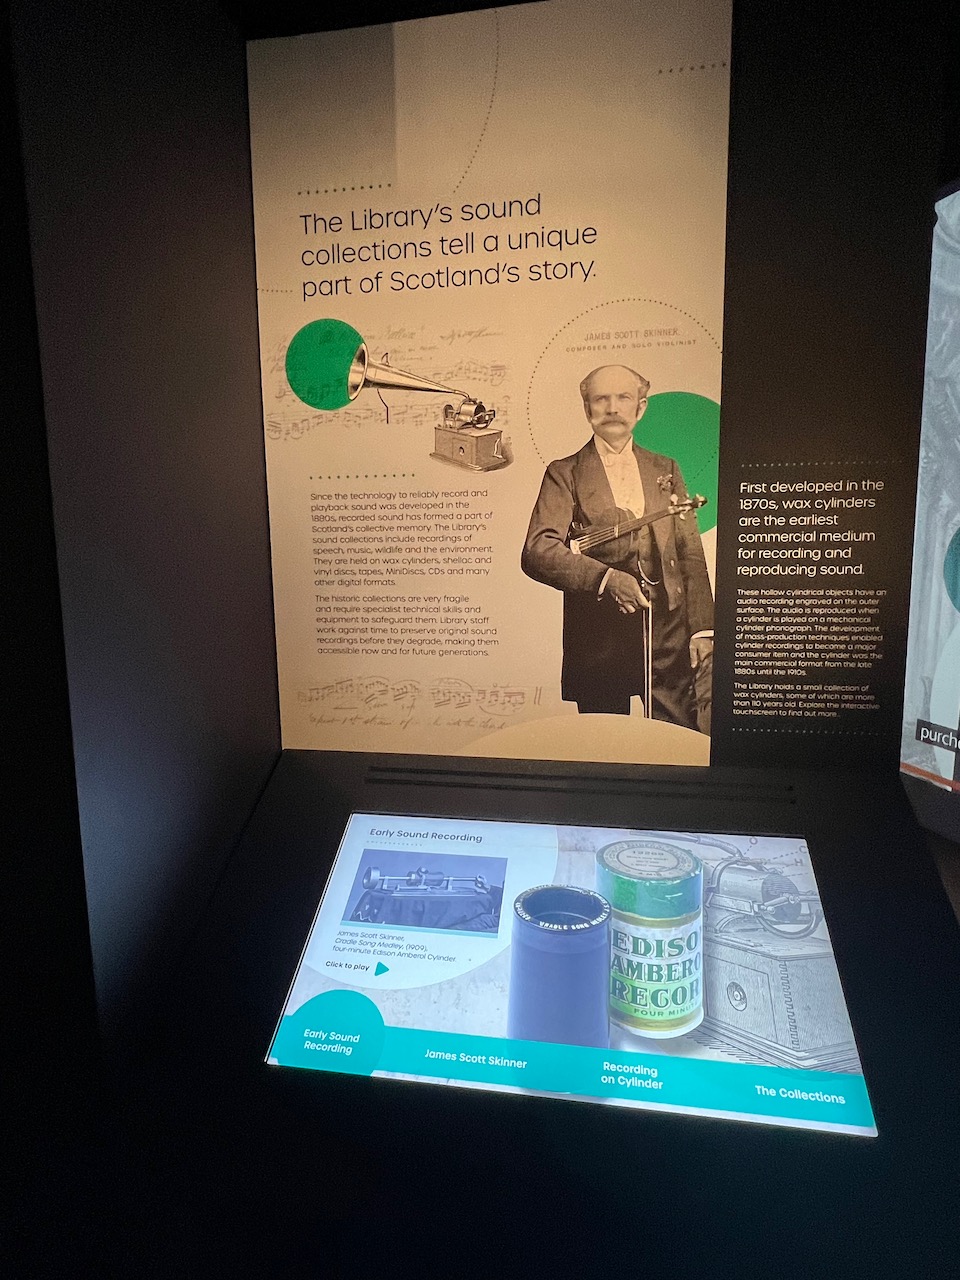 The Library's sound
collections tell a unique
part of Scotland's story.
JAMES SCOTT SKINNER.
COMPOSER AND SOLO VIOLINIST
Since the technology to reliably record and
playback sound was developed in the
1880s, recorded sound has formed a part of
Scotland's collective memory. The Library's
sound collections include recordings of
speech, music, wildlife and the environment.
They are held on wax cylinders, shellac and
vinyl discs, tapes, MiniDiscs, CDs and many
other digital formats.
The historic collections are very fragile
and require specialist technical skills and
equipment to safeguard them. Library staff
work against time to preserve original sound
recordings before they degrade, making them
accessible now and for future generations.
First developed in the
1870s, wax cylinders
are the earliest
commercial medium
for recording and
reproducing sound.
These hollow cylindrical objects have an
audio recording engraved on the outer
surface. The audio is reproduced when
a cylinder is played on a mechanical
cylinder phonograph. The development
of mass-production techniques enabled
cylinder recordings to become a major
consumer item and the cylinder was the
main commercial format from the late
1880s until the 1910s.
The Library holds a small collection of
wax cylinders, some of which are more
than 110 years old. Explore the interactive
touchscreen to find out more.
purch
Early Sound Recording
James Scott Skinner,
Cradle Song Medley, (1909),
four-minute Edison Amberol Cylinder.
Click to play
CRADLE SONG MEDLEY
EDISO
AMBERO
RECOR
FOUR MINU
Early Sound
Recording
James Scott Skinner
Recording
on Cylinder
The Collections